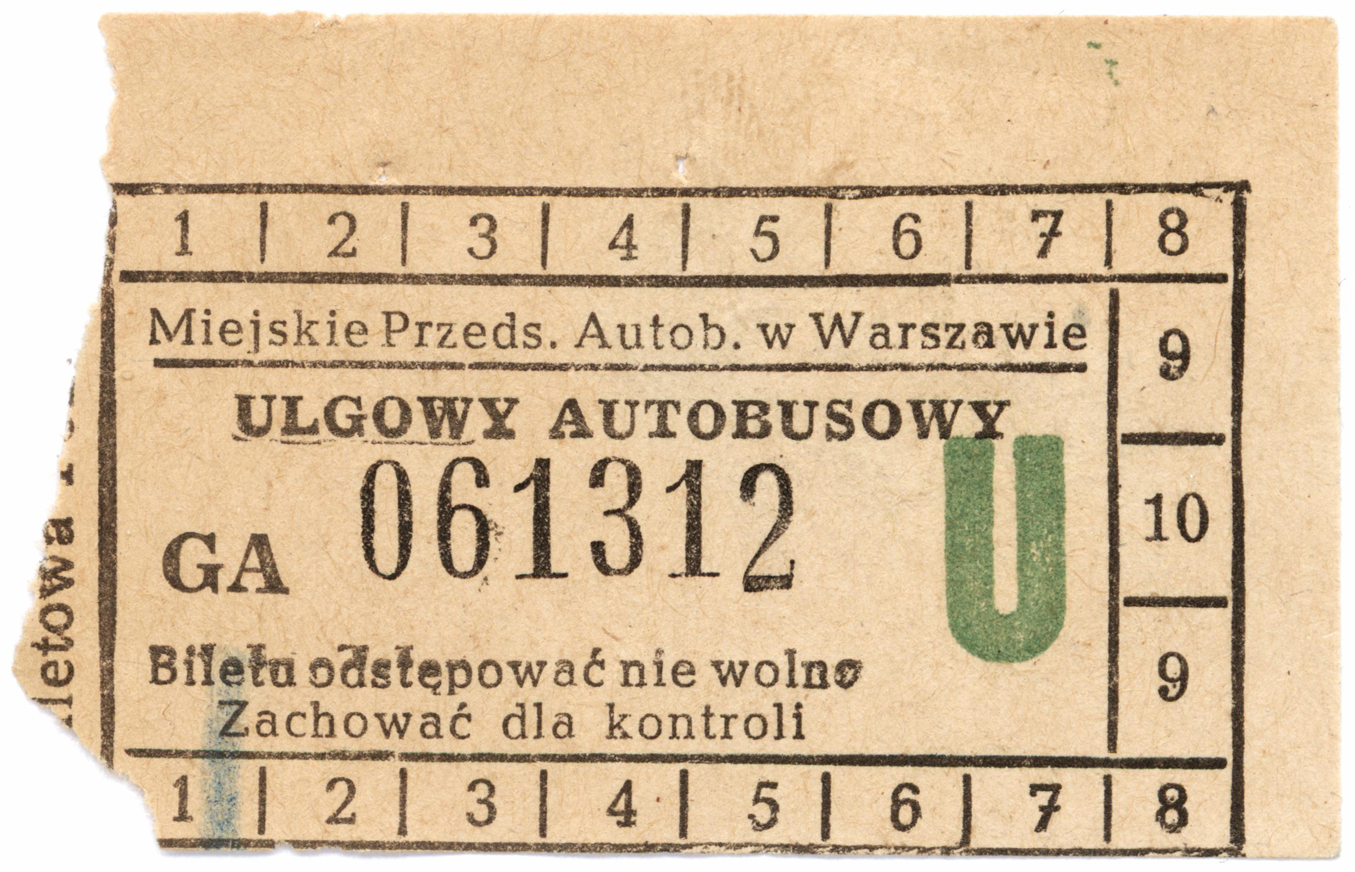 1 | 2 | 3 | 4 | 5 | 6 | 7 | 8
Miejskie Przeds. Autob. w Warszawie
9
ULGOWY AUTOBUSOWY
GA 061312
U
10
Biletu odstępować nie wolno
9
Zachować dla kontroli
1 | 2 | 3 | 4 | 5 | 6 | 7 | 8
letowa